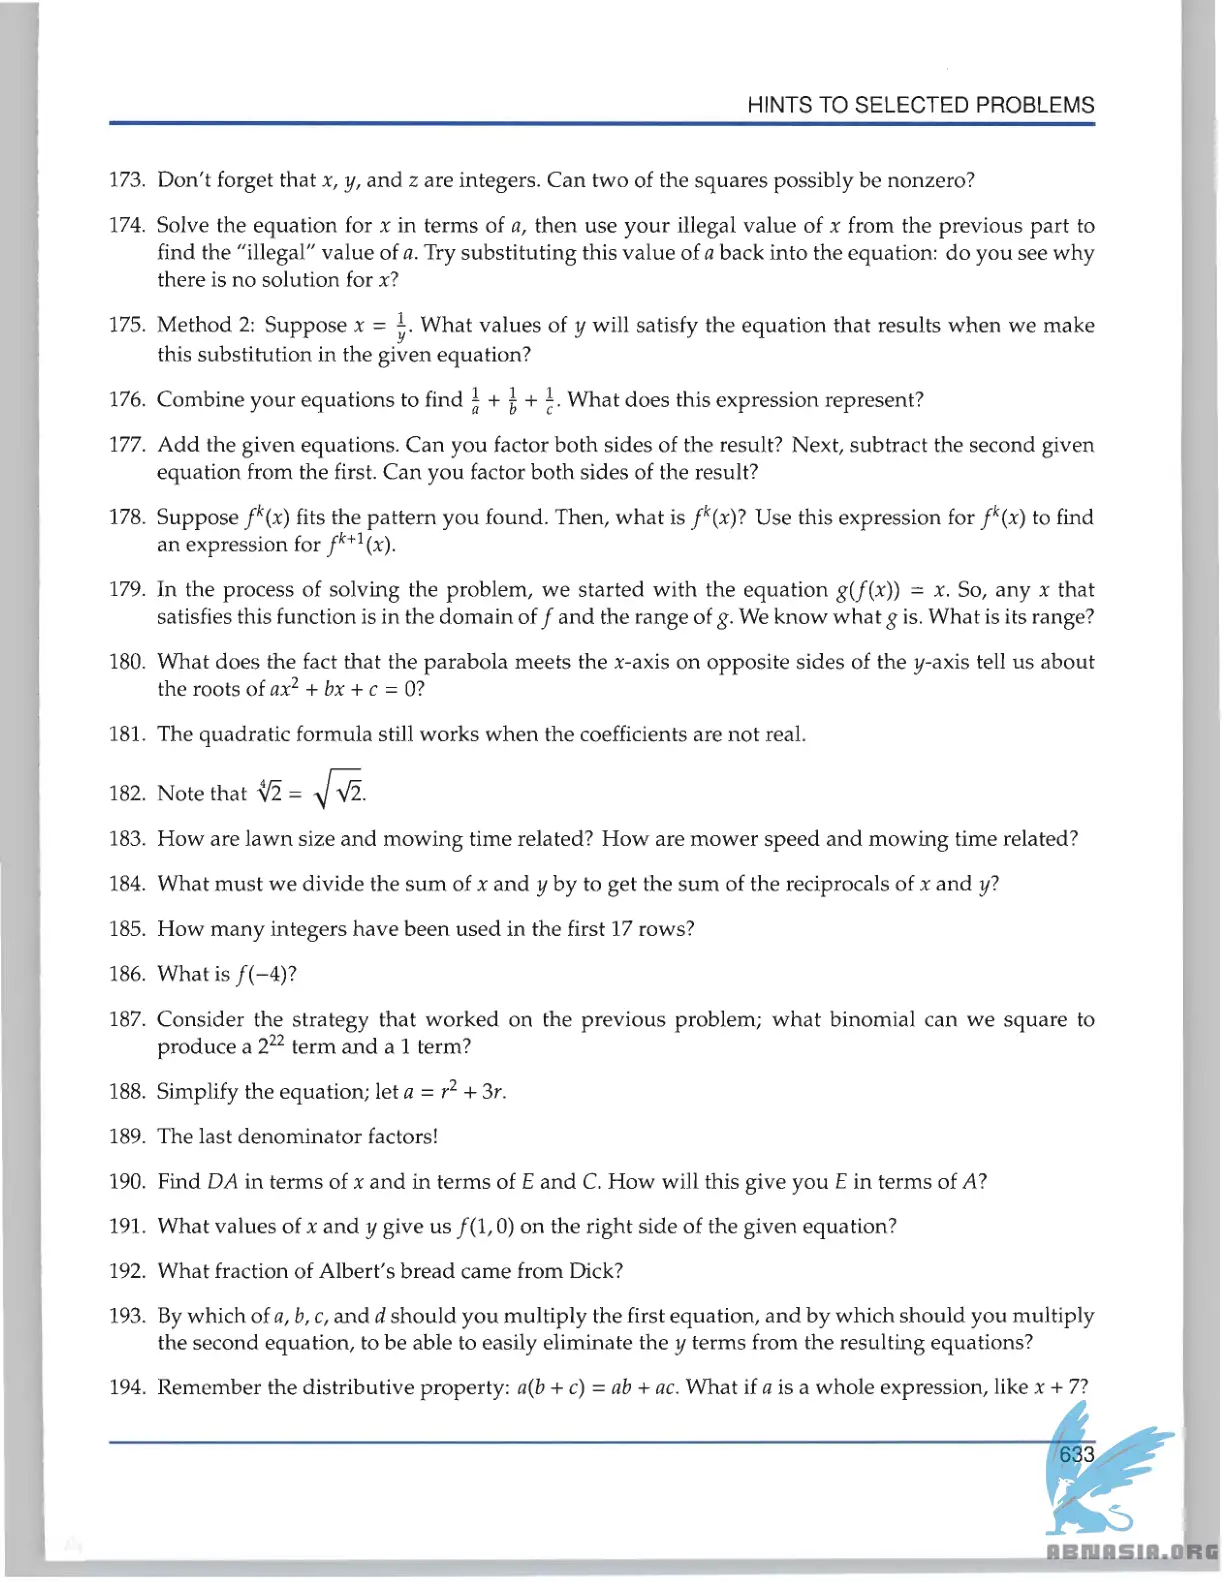 HINTS TO SELECTED PROBLEMS
173. Don't forget that x, y, and z are integers. Can two of the squares possibly be nonzero?
174. Solve the equation for x in terms of a, then use your illegal value of x from the previous part to
find the "illegal" value of a. Try substituting this value of a back into the equation: do you see why
there is no solution for x?
175. Method 2: Suppose x = 1/y. What values of y will satisfy the equation that results when we make
this substitution in the given equation?
176. Combine your equations to find 1/a + 1/b + 1/c. What does this expression represent?
177. Add the given equations. Can you factor both sides of the result? Next, subtract the second given
equation from the first. Can you factor both sides of the result?
178. Suppose fᵏ(x) fits the pattern you found. Then, what is fᵏ(x)? Use this expression for fᵏ(x) to find
an expression for fᵏ⁺¹(x).
179. In the process of solving the problem, we started with the equation g(f(x)) = x. So, any x that
satisfies this function is in the domain of f and the range of g. We know what g is. What is its range?
180. What does the fact that the parabola meets the x-axis on opposite sides of the y-axis tell us about
the roots of ax² + bx + c = 0?
181. The quadratic formula still works when the coefficients are not real.
182. Note that ∜2 = √√2.
183. How are lawn size and mowing time related? How are mower speed and mowing time related?
184. What must we divide the sum of x and y by to get the sum of the reciprocals of x and y?
185. How many integers have been used in the first 17 rows?
186. What is f(−4)?
187. Consider the strategy that worked on the previous problem; what binomial can we square to
produce a 2²² term and a 1 term?
188. Simplify the equation; let a = r² + 3r.
189. The last denominator factors!
190. Find DA in terms of x and in terms of E and C. How will this give you E in terms of A?
191. What values of x and y give us f(1, 0) on the right side of the given equation?
192. What fraction of Albert's bread came from Dick?
193. By which of a, b, c, and d should you multiply the first equation, and by which should you multiply
the second equation, to be able to easily eliminate the y terms from the resulting equations?
194. Remember the distributive property: a(b + c) = ab + ac. What if a is a whole expression, like x + 7?
633
ABNASIA.ORG